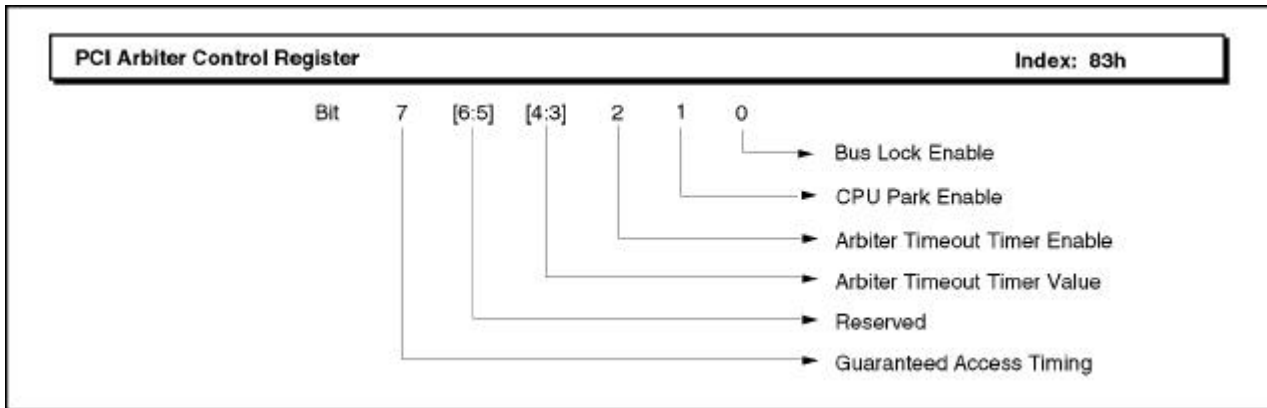 PCI Arbiter Control Register Index: 83h
Bit 7 [6:5] [4:3] 2 1 0
Bus Lock Enable
CPU Park Enable
Arbiter Timeout Timer Enable
Arbiter Timeout Timer Value
Reserved
Guaranteed Access Timing